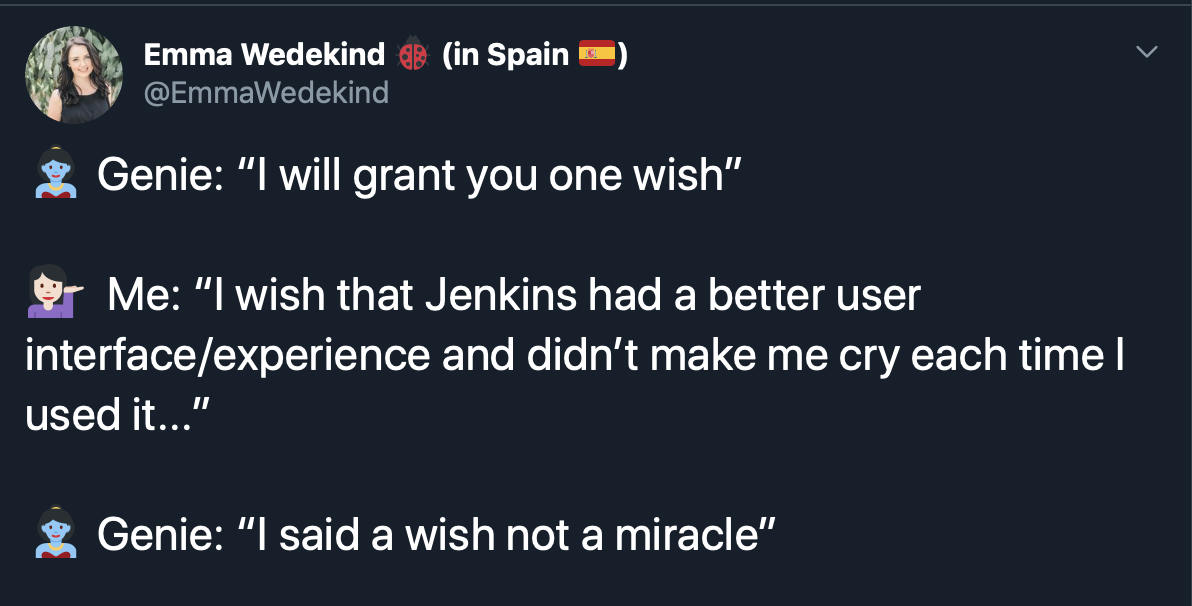 Emma Wedekind 🐞 (in Spain 🇪🇸)
@EmmaWedekind
🧞‍♀️ Genie: “I will grant you one wish”
💁🏻‍♀️ Me: “I wish that Jenkins had a better user
interface/experience and didn’t make me cry each time I
used it...”
🧞‍♀️ Genie: “I said a wish not a miracle”